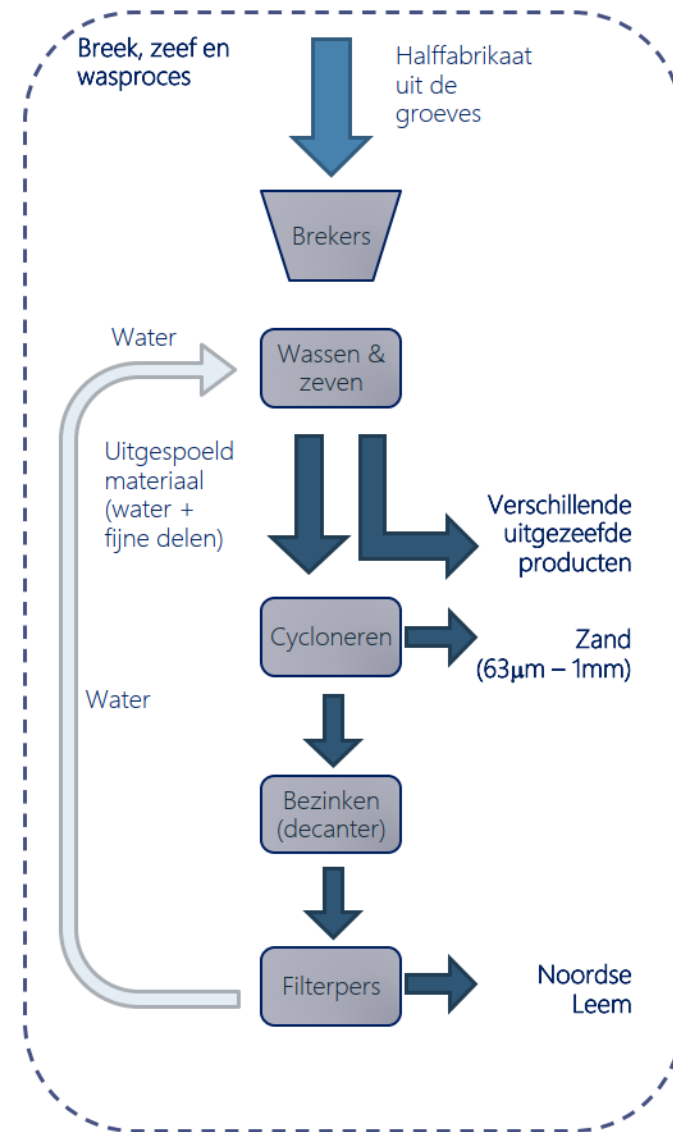 Breek, zeef en
wasproces
Halffabrikaat
uit de
groeves
Brekers
Water
Wassen &
zeven
Uitgespoeld
materiaal
(water +
fijne delen)
Verschillende
uitgezeefde
producten
Cycloneren
Zand
(63μm – 1mm)
Water
Bezinken
(decanter)
Filterpers
Noordse
Leem